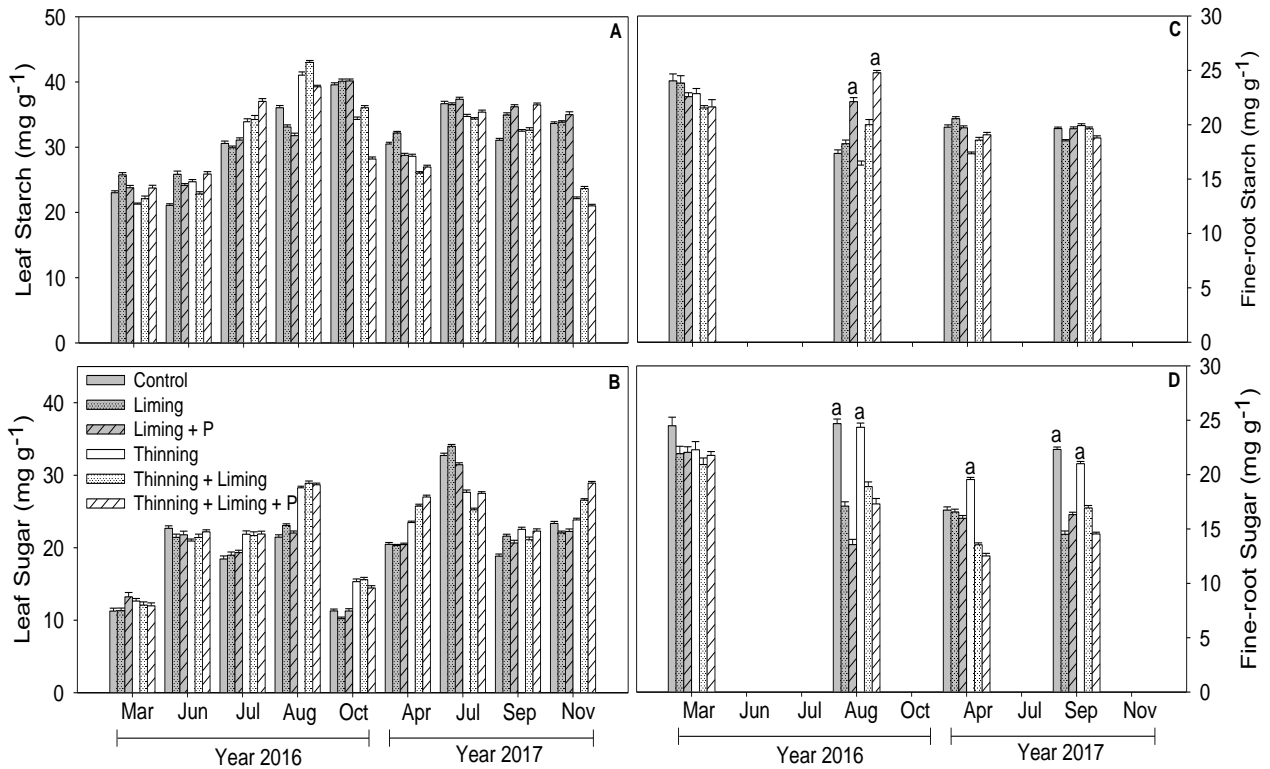 A
Leaf Starch (mg g-1)
50
40
30
20
10
0
C
a
a
30
25
20
15
10
5
0
Fine-root Starch (mg g-1)
B
Leaf Sugar (mg g-1)
40
30
20
10
0
Control
Liming
Liming + P
Thinning
Thinning + Liming
Thinning + Liming + P
Mar Jun Jul Aug Oct Apr Jul Sep Nov
Year 2016 Year 2017
D
a
a
a
a
a
30
25
20
15
10
5
0
Fine-root Sugar (mg g-1)
Mar Jun Jul Aug Oct Apr Jul Sep Nov
Year 2016 Year 2017